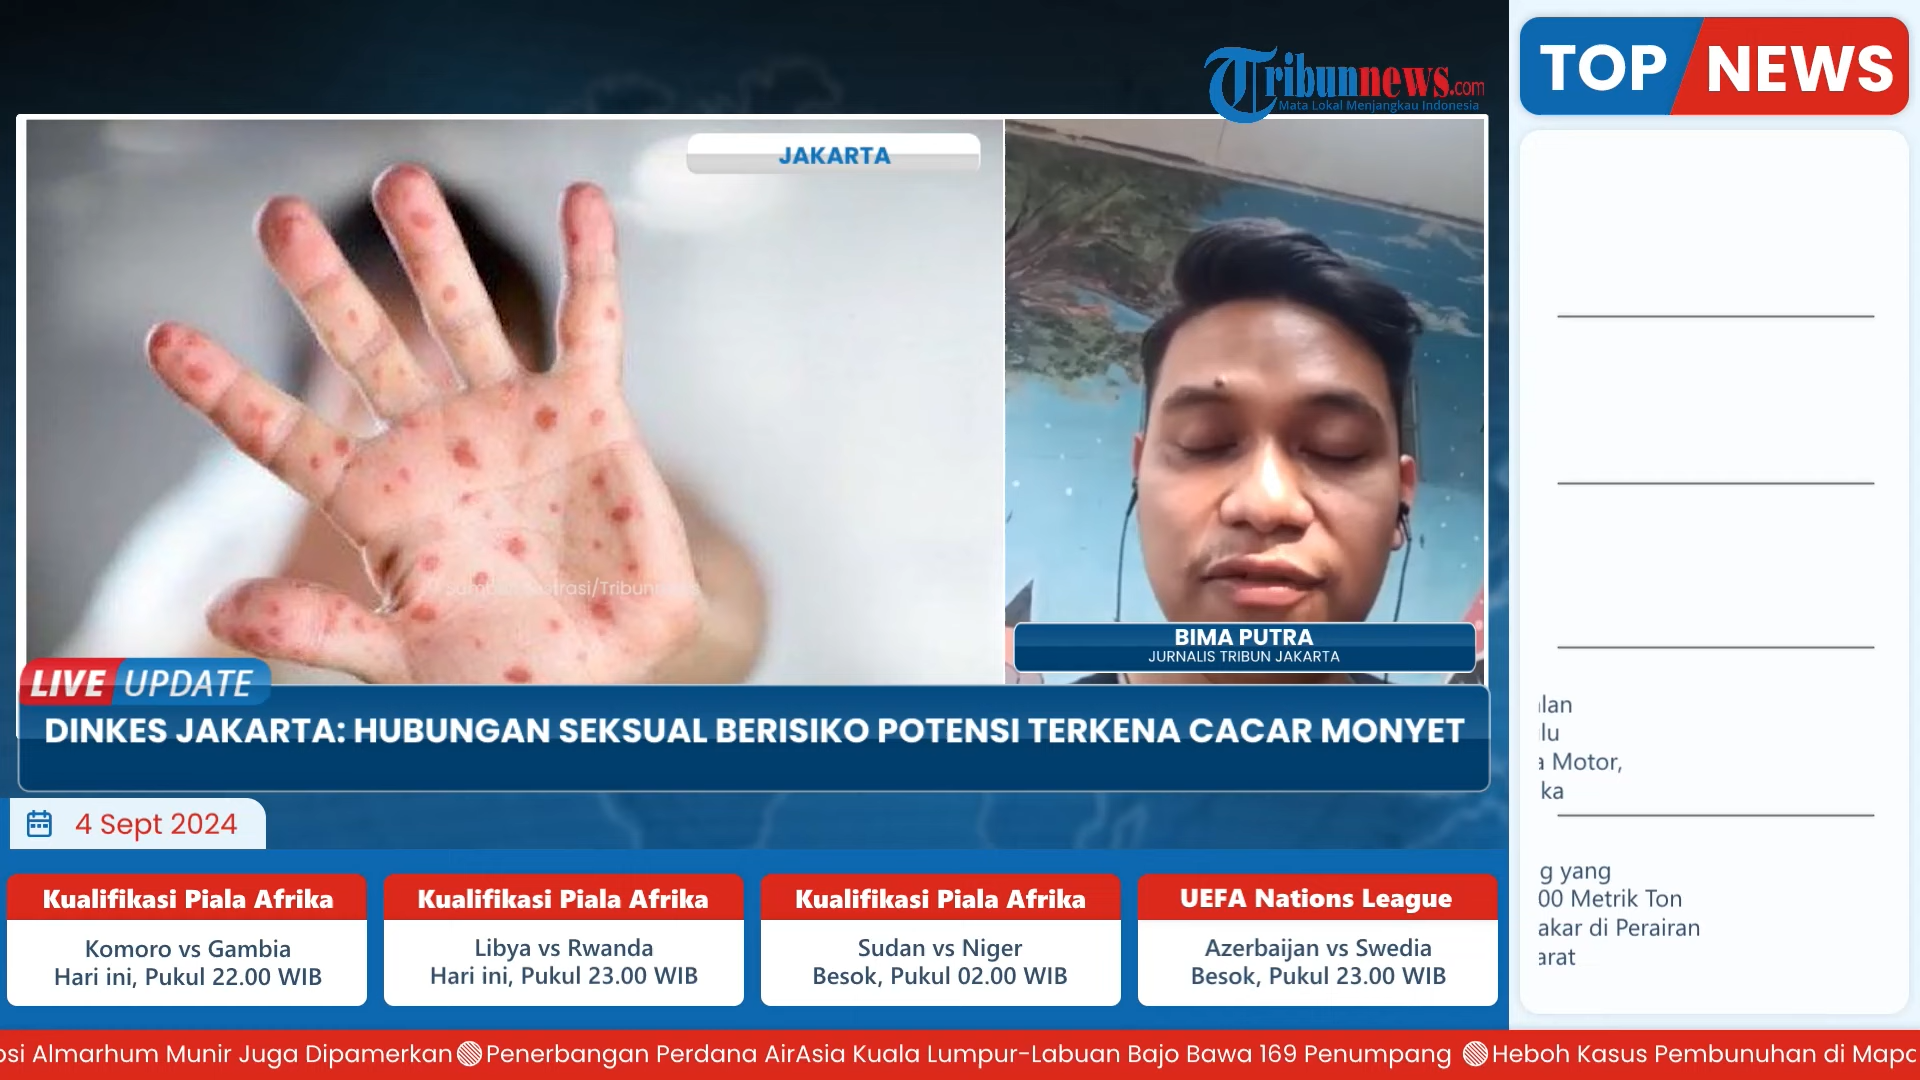 Tribunnews.com
Mata Lokal Menjangkau Indonesia
TOP NEWS
JAKARTA
BIMA PUTRA
JURNALIS TRIBUN JAKARTA
LIVE UPDATE
DINKES JAKARTA: HUBUNGAN SEKSUAL BERISIKO POTENSI TERKENA CACAR MONYET
4 Sept 2024
Kualifikasi Piala Afrika
Komoro vs Gambia
Hari ini, Pukul 22.00 WIB
Kualifikasi Piala Afrika
Libya vs Rwanda
Hari ini, Pukul 23.00 WIB
Kualifikasi Piala Afrika
Sudan vs Niger
Besok, Pukul 02.00 WIB
UEFA Nations League
Azerbaijan vs Swedia
Besok, Pukul 23.00 WIB
lan
lu
a Motor,
ka
g yang
00 Metrik Ton
akar di Perairan
arat
osi Almarhum Munir Juga Dipamerkan Penerbangan Perdana AirAsia Kuala Lumpur-Labuan Bajo Bawa 169 Penumpang Heboh Kasus Pembunuhan di